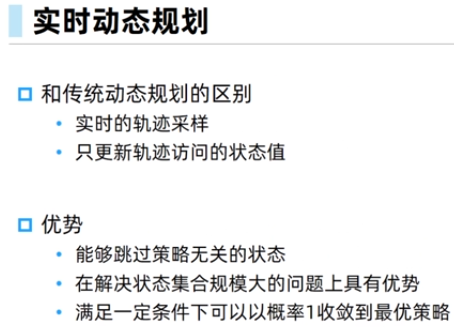 实时动态规划
和传统动态规划的区别
实时的轨迹采样
只更新轨迹访问的状态值
优势
能够跳过策略无关的状态
在解决状态集合规模大的问题上具有优势
满足一定条件下可以以概率1收敛到最优策略